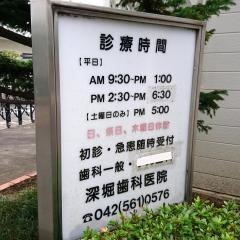 診療時間
【平日】
AM 9:30-PM 1:00
PM 2:30-PM 6:30
【土曜日のみ】PM 5:00
日、祭日、木曜日休診
初診・急患随時受付
歯科一般・
深堀歯科医院
☎042(561)0576